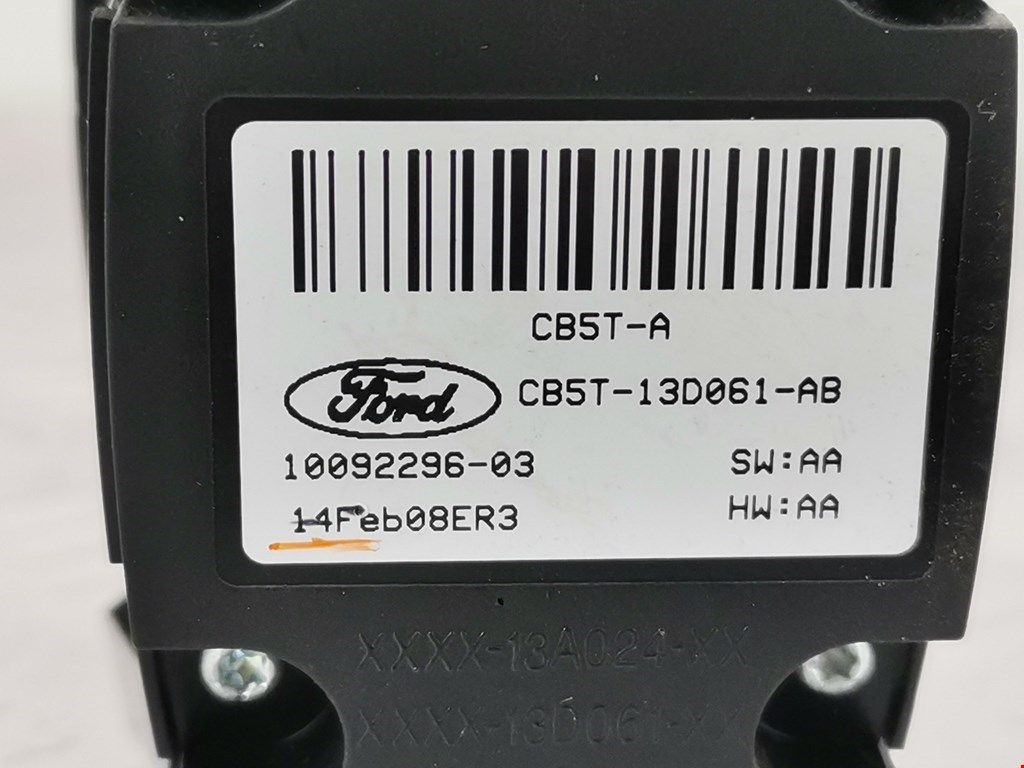 CB5T-A
Ford
CB5T-13D061-AB
10092296-03
SW:AA
14Feb08ER3
HW:AA
XXXX-13A024-XX
XXXX-13D061-XX